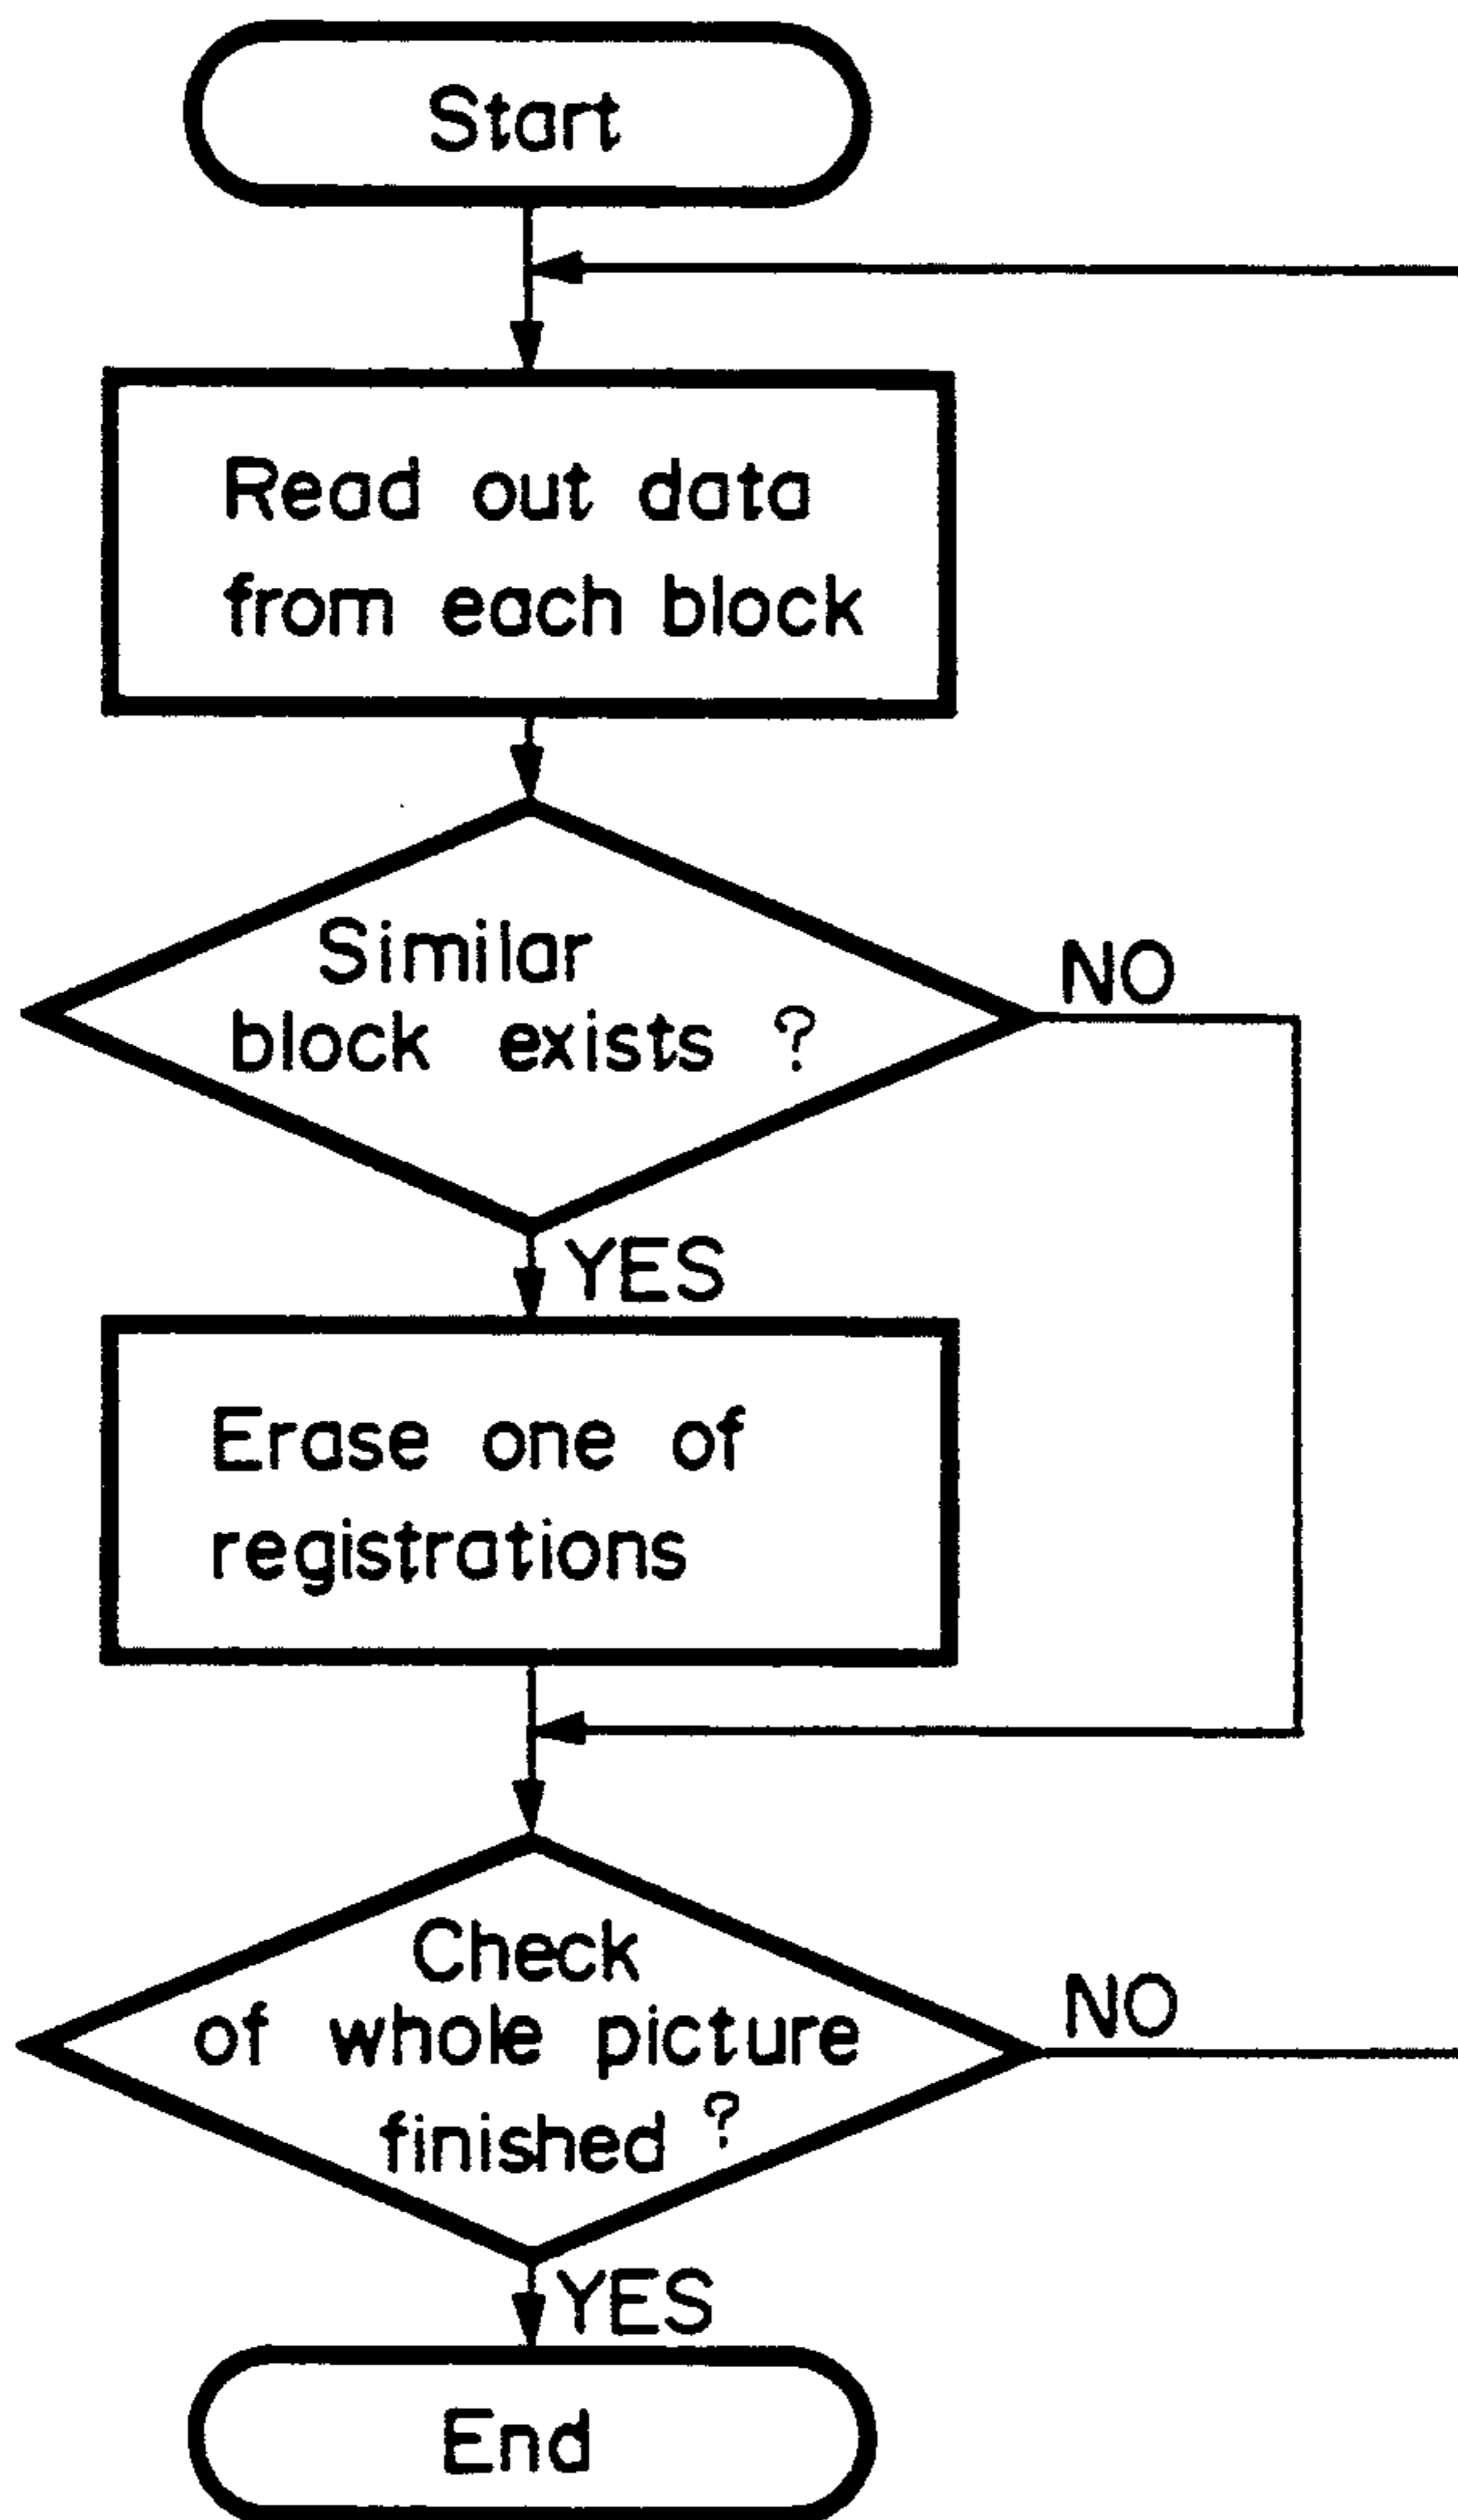 Start
Read out data
from each block
Similar
block exists ?
NO
YES
Erase one of
registrations
Check
of whole picture
finished ?
NO
YES
End